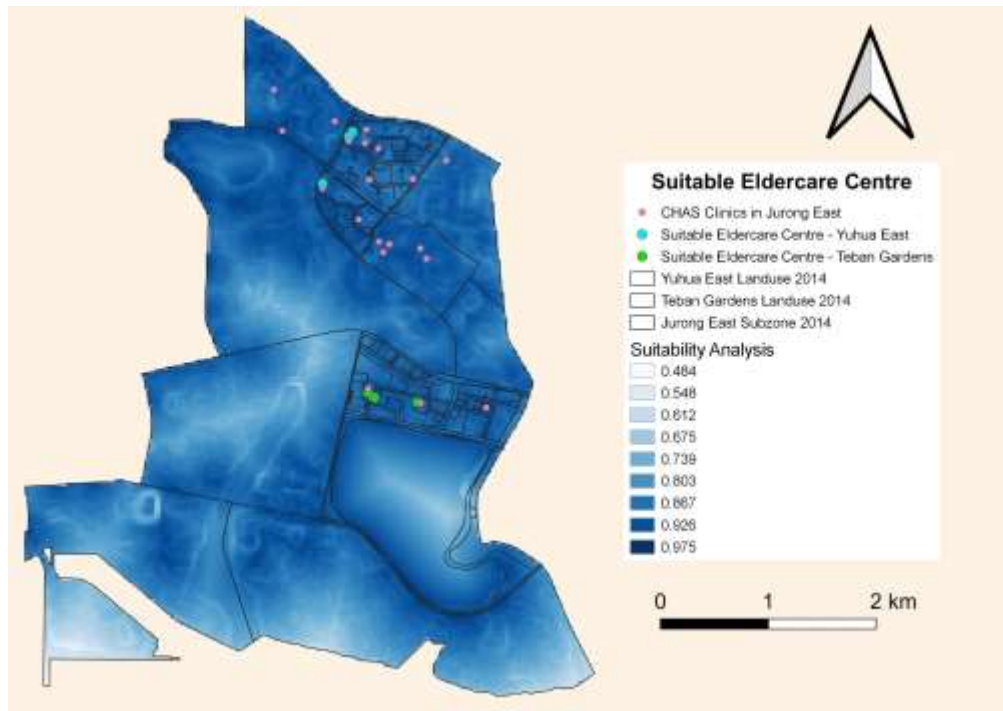 Suitable Eldercare Centre
CHAS Clinics in Jurong East
Suitable Eldercare Centre - Yuhua East
Suitable Eldercare Centre - Teban Gardens
Yuhua East Landuse 2014
Teban Gardens Landuse 2014
Jurong East Subzone 2014
Suitability Analysis
0.484
0.548
0.612
0.675
0.739
0.803
0.867
0.926
0.975
0 1 2 km